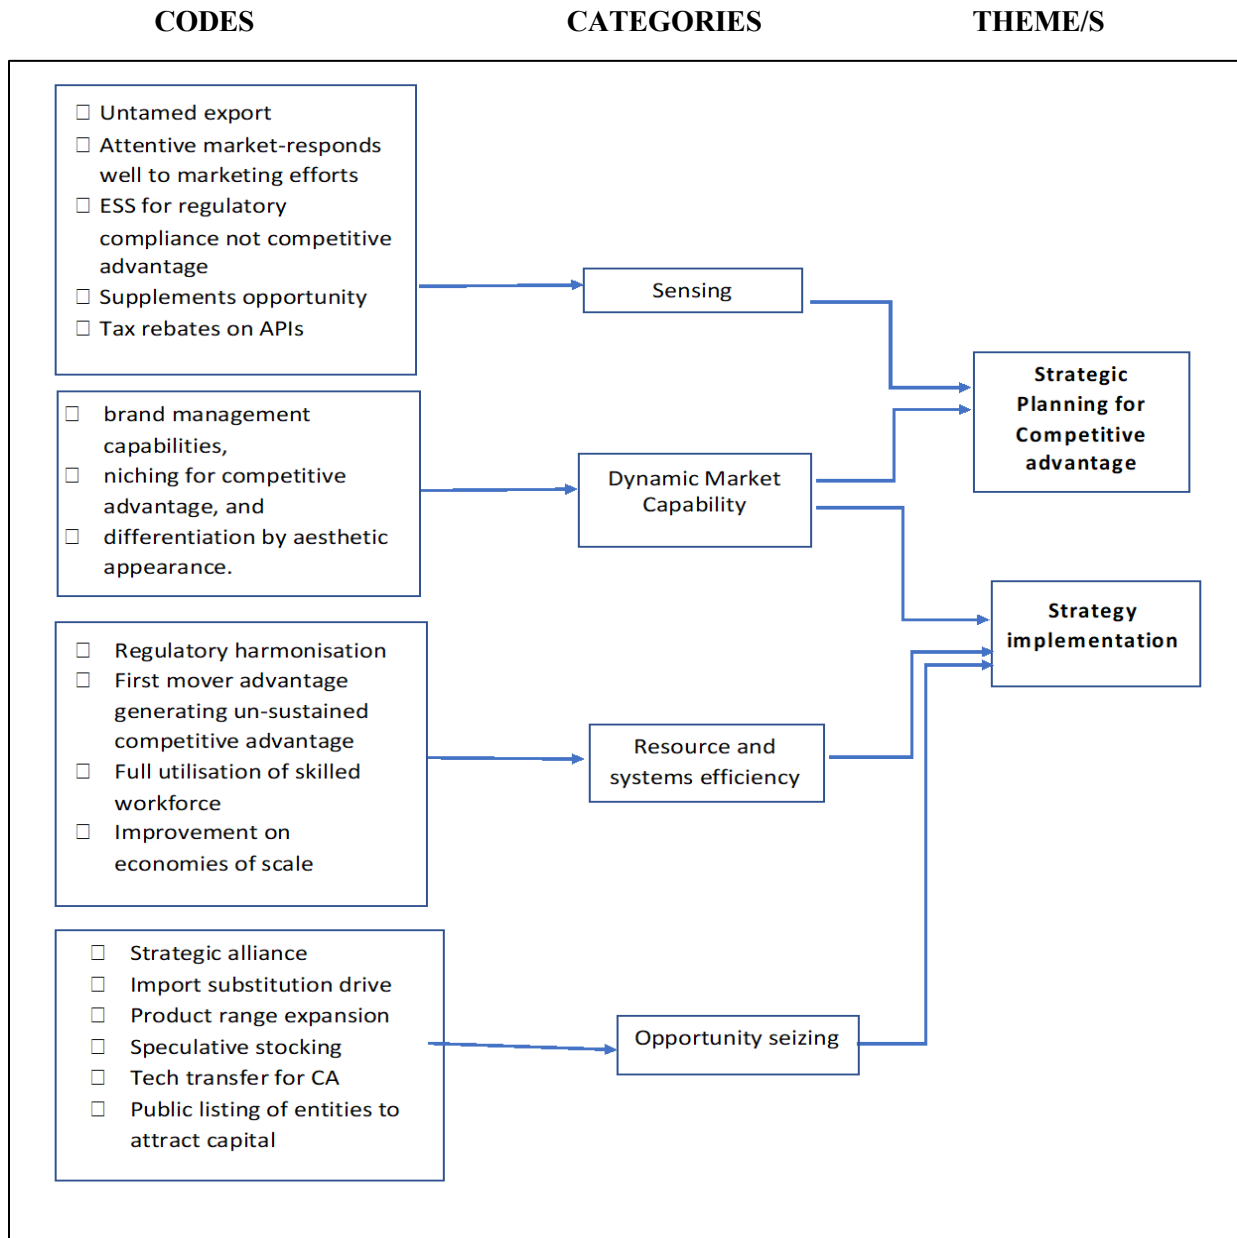 CODES
CATEGORIES
THEME/S
☐ Untamed export
☐ Attentive market-responds
well to marketing efforts
☐ ESS for regulatory
compliance not competitive
advantage
☐ Supplements opportunity
☐ Tax rebates on APIs
Sensing
Strategic
Planning for
Competitive
advantage
☐ brand management
capabilities,
☐ niching for competitive
advantage, and
☐ differentiation by aesthetic
appearance.
Dynamic Market
Capability
Strategy
implementation
☐ Regulatory harmonisation
☐ First mover advantage
generating un-sustained
competitive advantage
☐ Full utilisation of skilled
workforce
☐ Improvement on
economies of scale
Resource and
systems efficiency
☐ Strategic alliance
☐ Import substitution drive
☐ Product range expansion
☐ Speculative stocking
☐ Tech transfer for CA
☐ Public listing of entities to
attract capital
Opportunity seizing